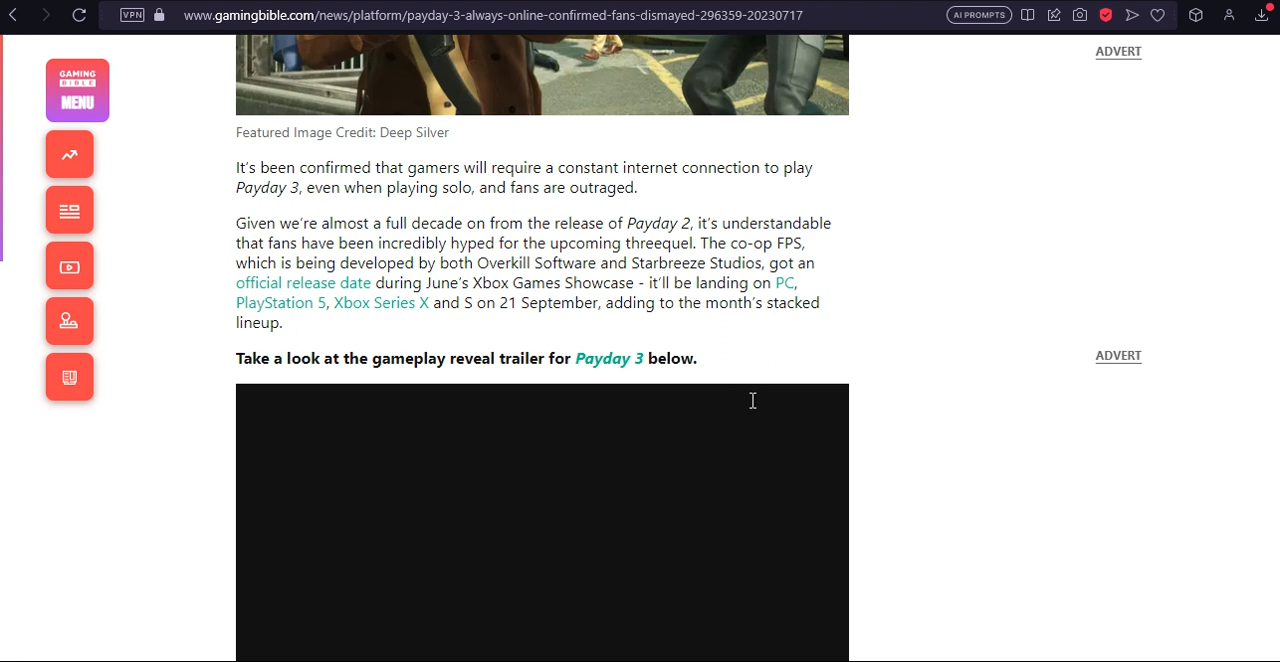 VPN
www.gamingbible.com/news/platform/payday-3-always-online-confirmed-fans-dismayed-296359-20230717
AI PROMPTS
ADVERT
GAMING
BIBLE
MENU
Featured Image Credit: Deep Silver
It’s been confirmed that gamers will require a constant internet connection to play
Payday 3, even when playing solo, and fans are outraged.
Given we’re almost a full decade on from the release of Payday 2, it’s understandable
that fans have been incredibly hyped for the upcoming threequel. The co-op FPS,
which is being developed by both Overkill Software and Starbreeze Studios, got an
official release date during June’s Xbox Games Showcase - it’ll be landing on PC,
PlayStation 5, Xbox Series X and S on 21 September, adding to the month’s stacked
lineup.
Take a look at the gameplay reveal trailer for Payday 3 below.
ADVERT